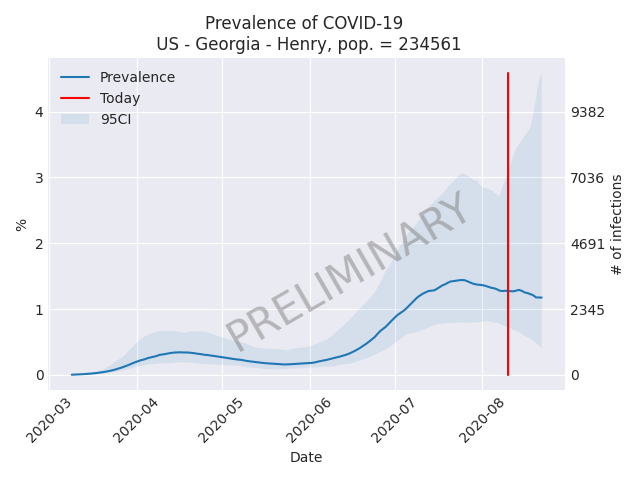 Prevalence of COVID-19
US - Georgia - Henry, pop. = 234561
Prevalence
Today
95CI
PRELIMINARY
%
4
3
2
1
0
# of infections
9382
7036
4691
2345
0
2020-03
2020-04
2020-05
2020-06
2020-07
2020-08
Date